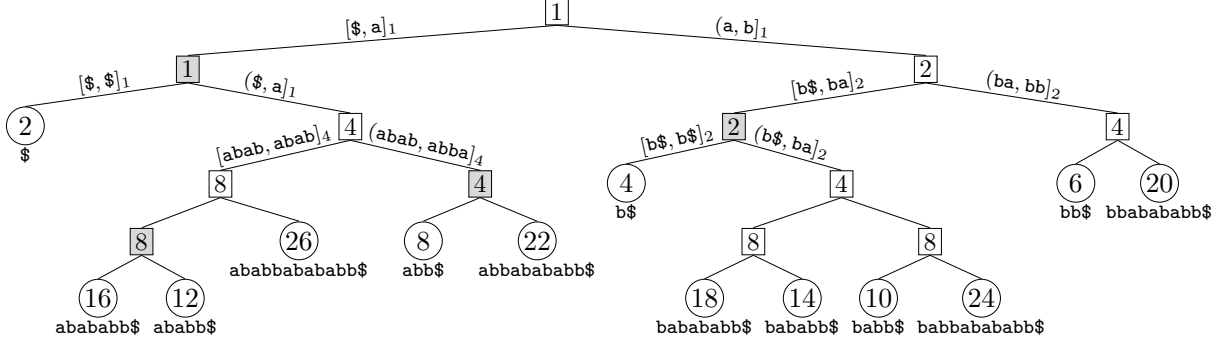 1
[$, a]₁ (a, b]₁
1 2
[$, $]₁ ($, a]₁ [b$, ba]₂ (ba, bb]₂
2 4 2 4
$
[abab, abab]₄ (abab, abba]₄ [b$, b$]₂ (b$, ba]₂
8 4 4 4 6 20
b$ bb$ bbabababb$
8 26 8 22 8 8
ababbabababb$ abb$ abbabababb$
16 12 18 14 10 24
abababb$ ababb$ babababb$ bababb$ babb$ babbabababb$